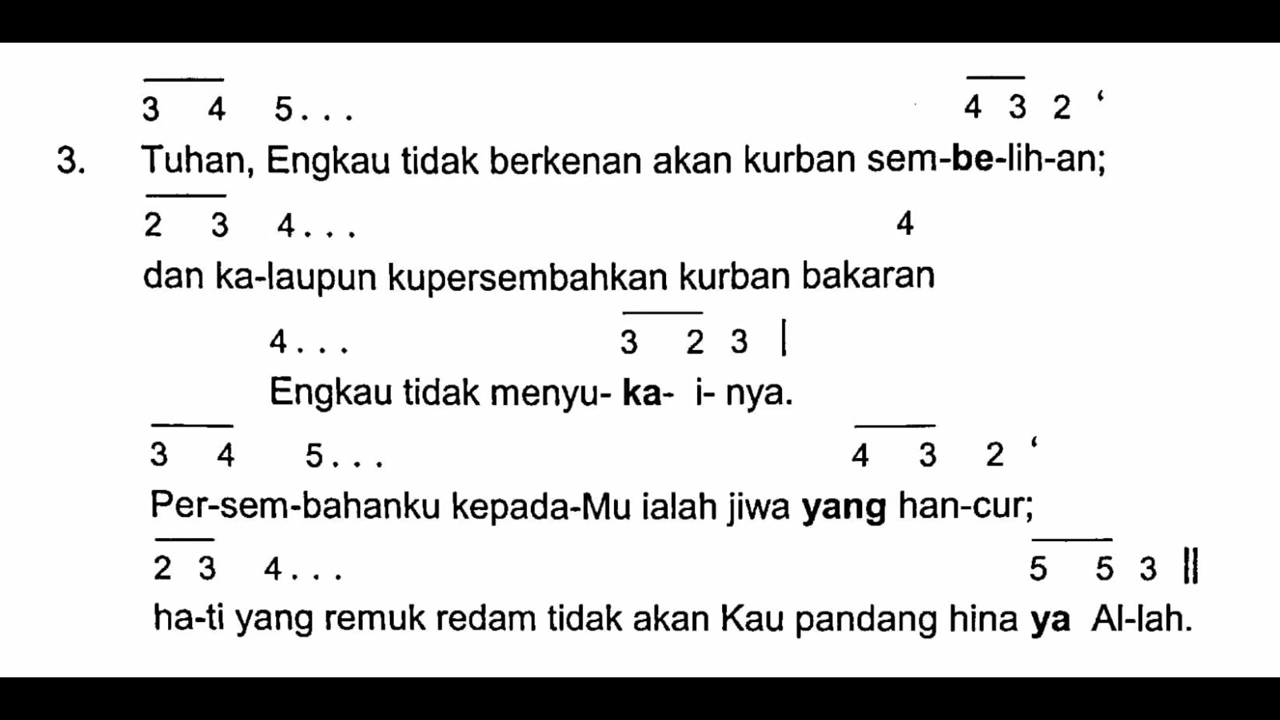 3 4 5... 4 3 2 ‘
3. Tuhan, Engkau tidak berkenan akan kurban sem-be-lih-an;
2 3 4... 4
dan ka-laupun kupersembahkan kurban bakaran
4... 3 2 3 |
Engkau tidak menyu- ka- i- nya.
3 4 5... 4 3 2 ‘
Per-sem-bahanku kepada-Mu ialah jiwa yang han-cur;
2 3 4... 5 5 3 ||
ha-ti yang remuk redam tidak akan Kau pandang hina ya Al-lah.